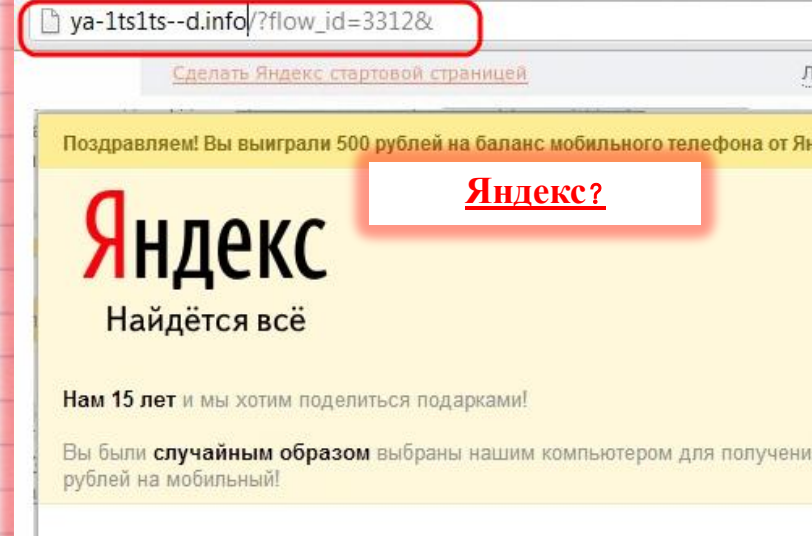 ya-1ts1ts--d.info/?flow_id=3312&
Сделать Яндекс стартовой страницей
Поздравляем! Вы выиграли 500 рублей на баланс мобильного телефона от
Яндекс?
Яндекс
Найдётся всё
Нам 15 лет и мы хотим поделиться подарками!
Вы были случайным образом выбраны нашим компьютером для
рублей на мобильный!